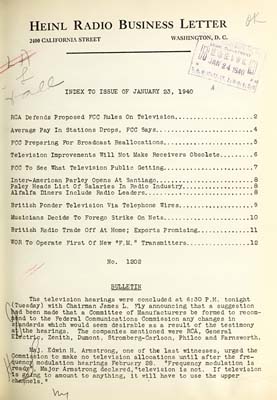 HEINL RADIO BUSINESS LETTER
2400 CALIFORNIA STREET WASHINGTON, D. C.
OK
JAN 24 1940
INDEX TO ISSUE OF JANUARY 23, 1940
RCA Defends Proposed FCC Rules On Television....................2
Average Pay In Stations Drops, FCC Says.........................4
FCC Preparing For Broadcast Reallocations.......................5
Television Improvements Will Not Make Receivers Obsolete........6
FCC To See What Television Public Getting.......................6
Inter-American Parley Opens At Santiago.........................8
Paley Heads List Of Salaries In Radio Industry..................8
Alfalfa Diners Include Radio Leaders............................8
British Ponder Television Via Telephone Wires...................9
Musicians Decide To Forego Strike On Nets......................10
British Radio Trade Off At Home; Exports Promising.............11
WOR To Operate First Of New "F.M." Transmitters................12
No. 1202
BULLETIN
The television hearings were concluded at 6:30 P.M. tonight
(Tuesday) with Chairman James L. Fly announcing that a suggestion
had been made that a Committee of Manufacturers be formed to recom-
mend to the Federal Communications Commission any changes in
standards which would seem desirable as a result of the testimony
at the hearings. The companies mentioned were RCA, General
Electric, Zenith, Dumont, Stromberg-Carlson, Philco and Farnsworth.
Maj. Edwin H. Armstrong, one of the last witnesses, urged the
Commission to make no television allocations until after the fre-
quency modulation hearings February 28. "Frequency modulation is
ready", Major Armstrong declared, "television is not. If television
is going to amount to anything, it will have to use the upper
channels."